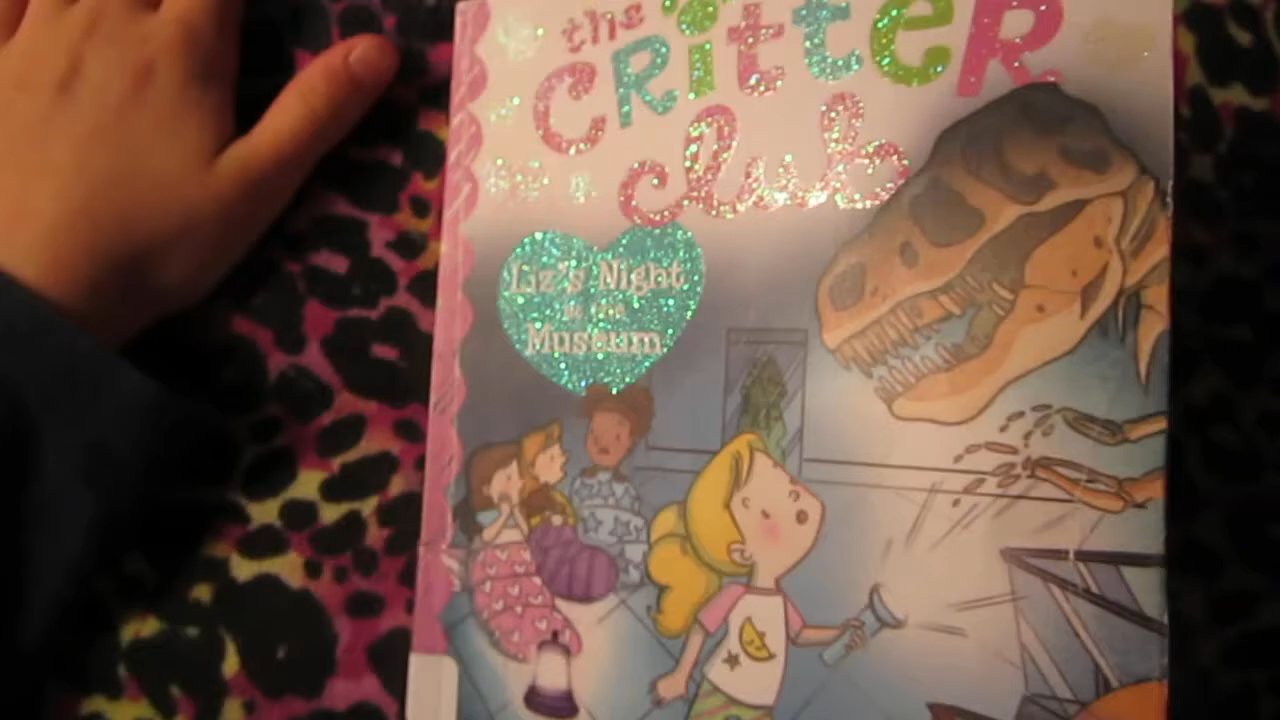 the
CRitteR
club
Liz's Night
at the
Museum